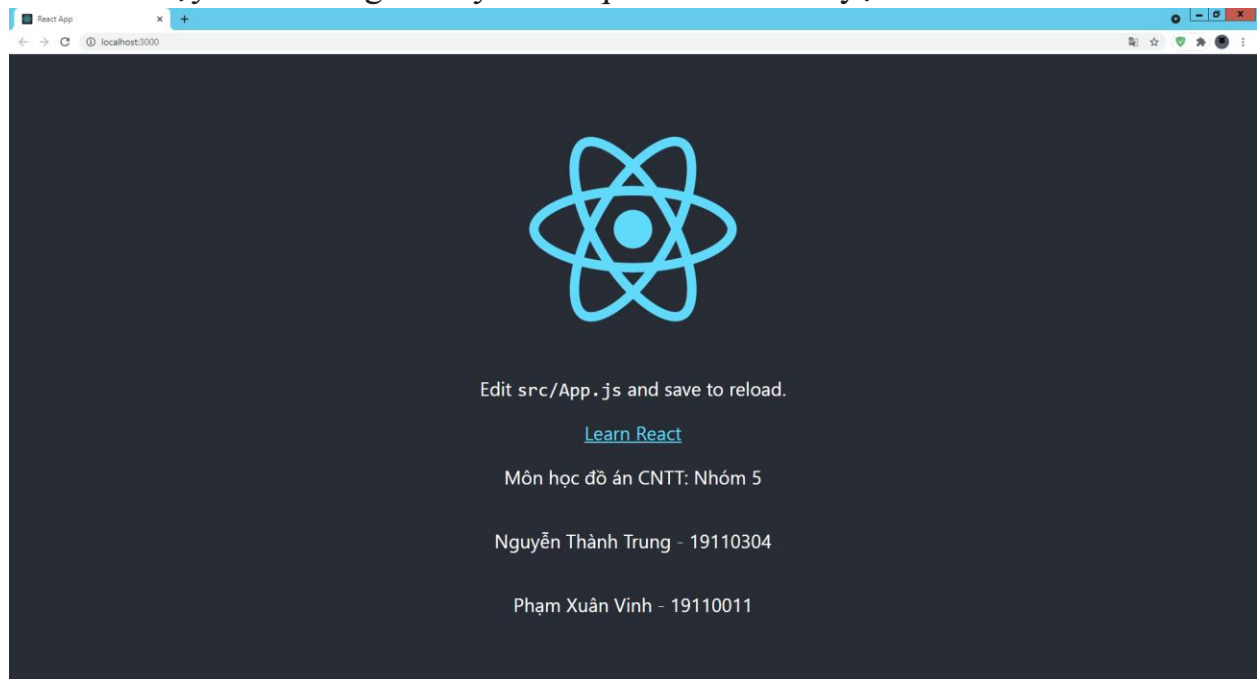 React App
localhost:3000
Edit src/App.js and save to reload.
Learn React
Môn học đồ án CNTT: Nhóm 5
Nguyễn Thành Trung - 19110304
Phạm Xuân Vinh - 19110011